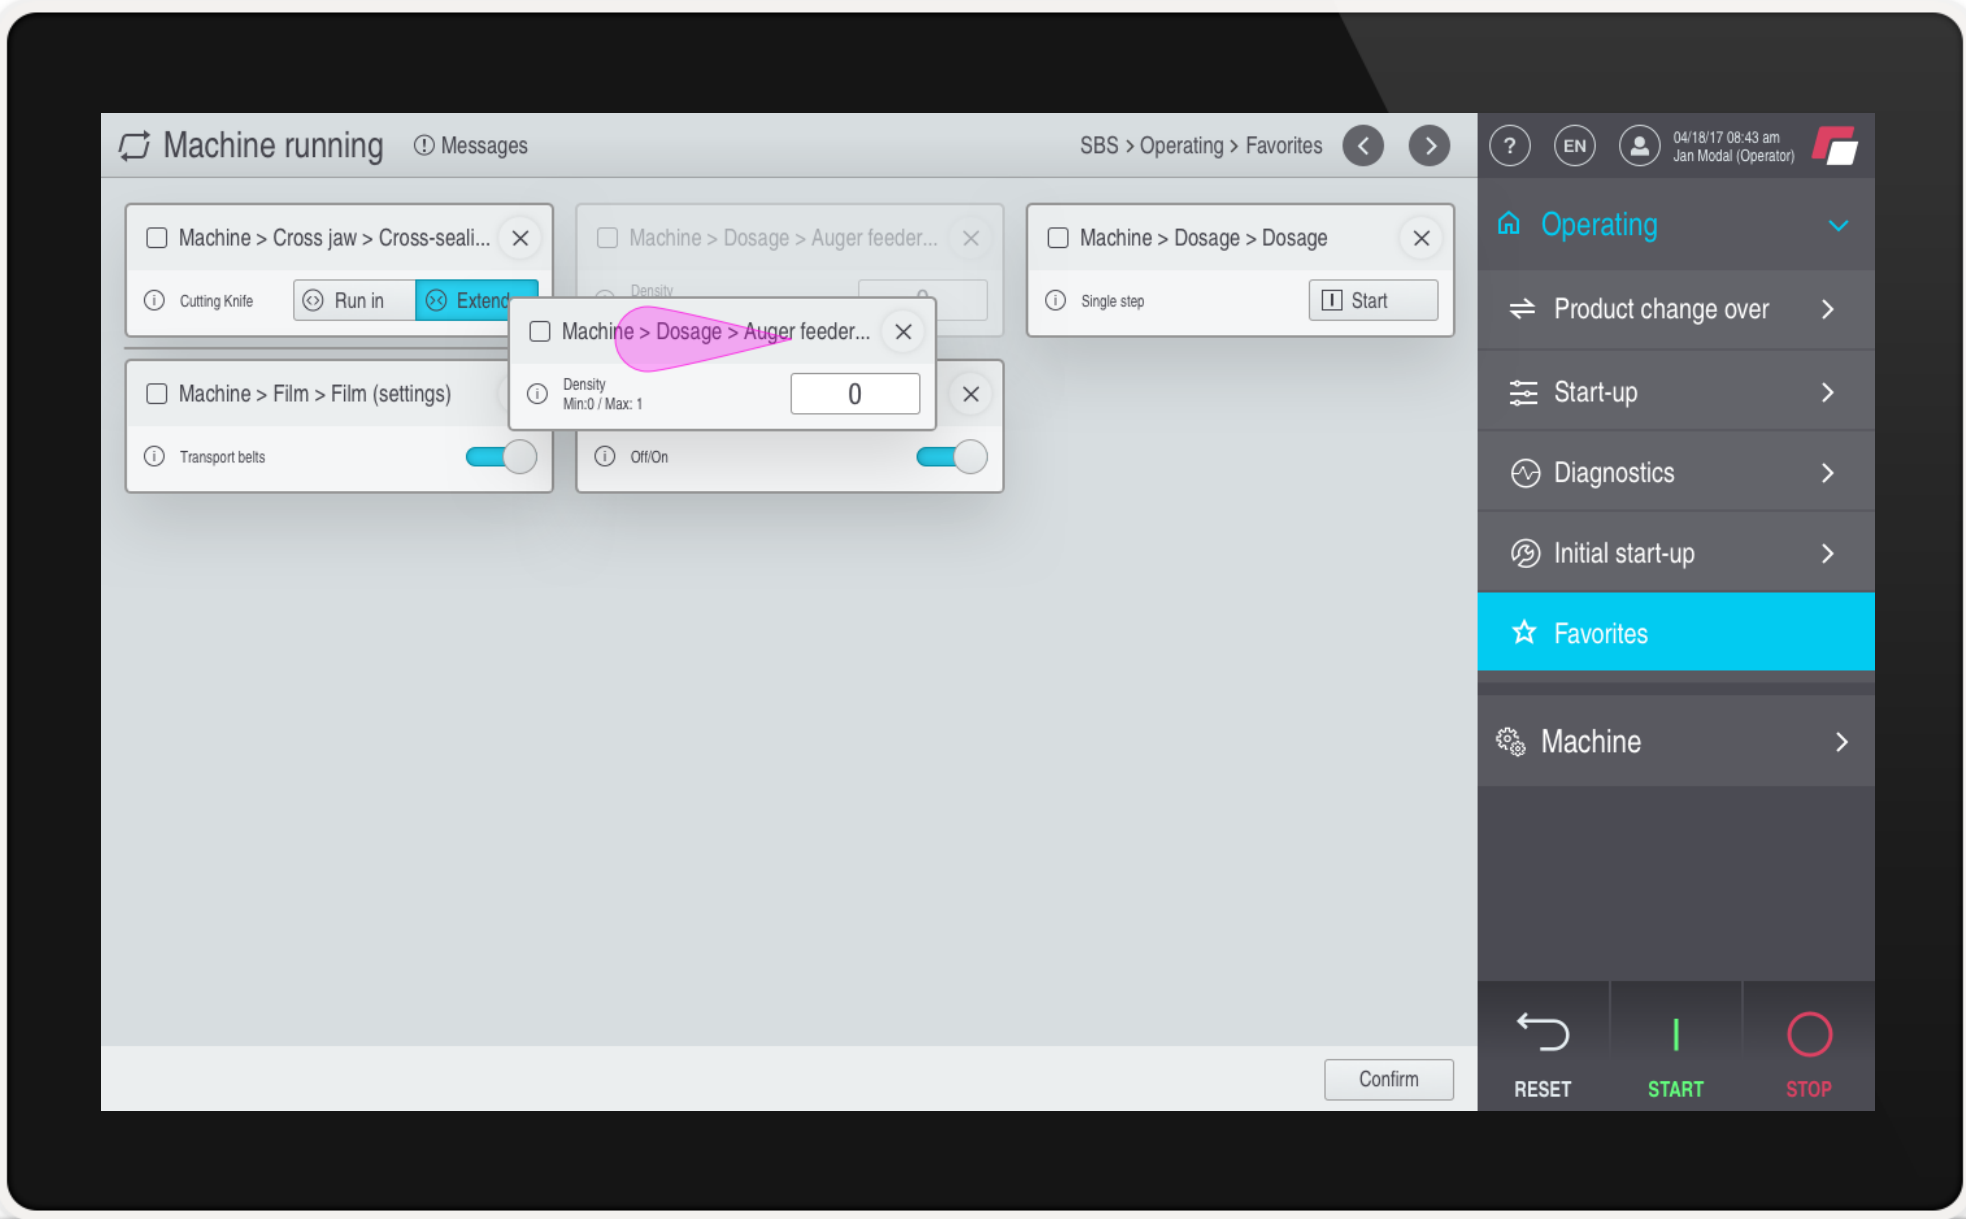 Machine running
Messages
SBS > Operating > Favorites
?
EN
04/18/17 08:43 am
Jan Modal (Operator)
Machine > Cross jaw > Cross-seali...
Cutting Knife
Run in
Extend
Machine > Dosage > Auger feeder...
Density
0
Machine > Dosage > Dosage
Single step
Start
Machine > Dosage > Auger feeder...
Density
Min:0 / Max: 1
0
Machine > Film > Film (settings)
Transport belts
Off/On
Confirm
Operating
Product change over
Start-up
Diagnostics
Initial start-up
Favorites
Machine
RESET
START
STOP